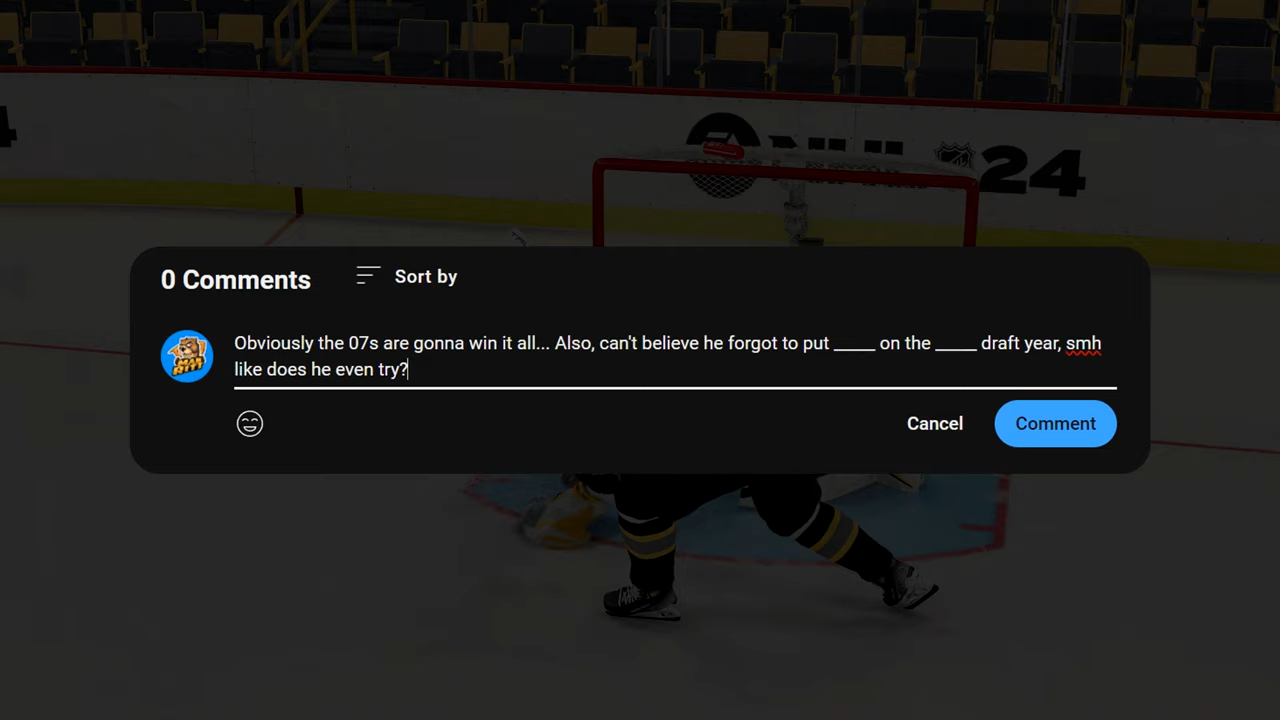 24
0 Comments
Sort by
Obviously the 07s are gonna win it all... Also, can't believe he forgot to put _____ on the _____ draft year, smh
like does he even try?
Cancel
Comment